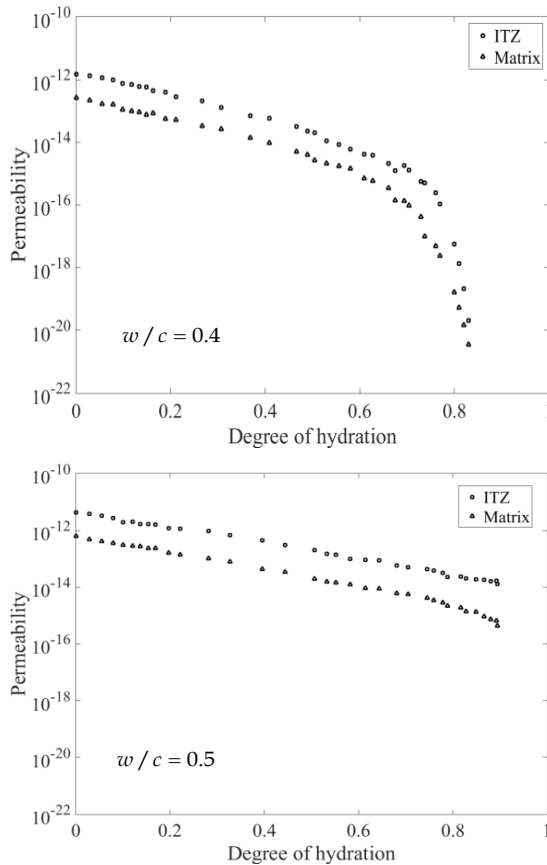 10-10
ITZ
Matrix
10-12
10-14
10-16
10-18
10-20
10-22
Permeability
w / c = 0.4
0 0.2 0.4 0.6 0.8 1
Degree of hydration
10-10
ITZ
Matrix
10-12
10-14
10-16
10-18
10-20
10-22
Permeability
w / c = 0.5
0 0.2 0.4 0.6 0.8 1
Degree of hydration